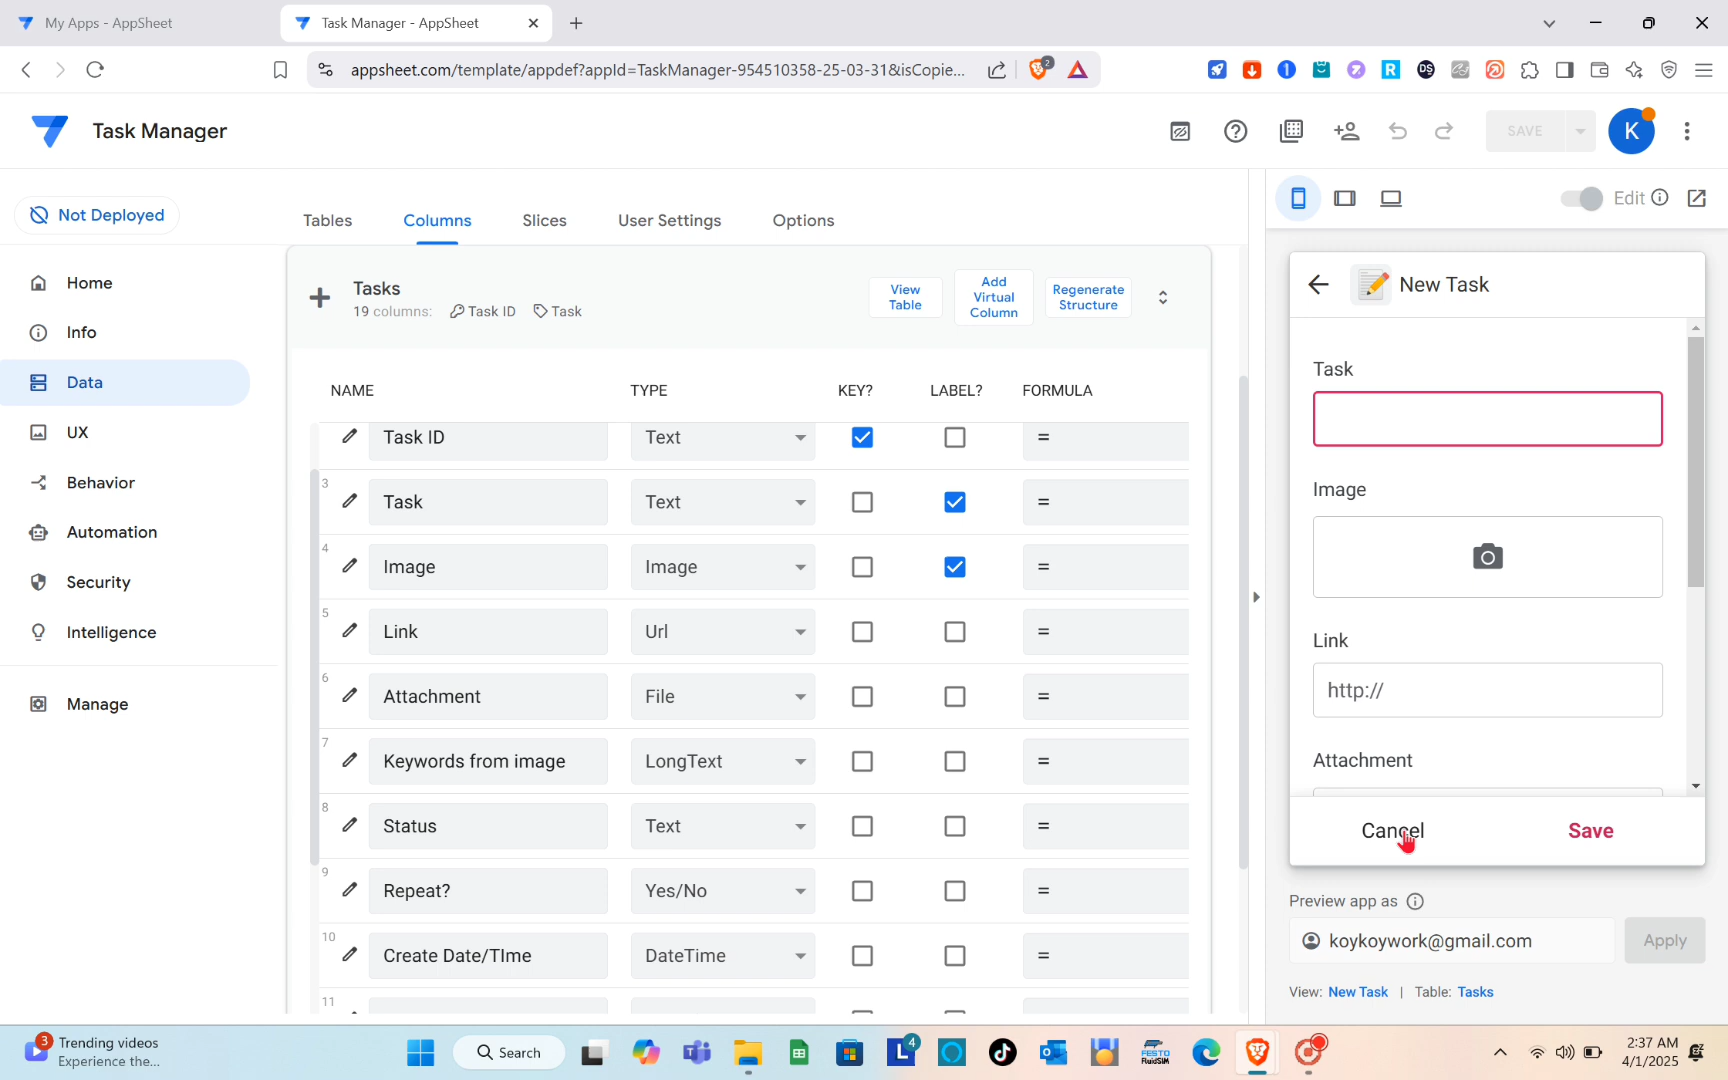 My Apps - AppSheet
Task Manager - AppSheet
appsheet.com/template/appdef?appId=TaskManager-954510358-25-03-31&isCopie...
2
Task Manager
SAVE
K
Not Deployed
Home
Info
Data
UX
Behavior
Automation
Security
Intelligence
Manage
Tables
Columns
Slices
User Settings
Options
Tasks
19 columns: Task ID Task
View Table
Add Virtual Column
Regenerate Structure
NAME TYPE KEY? LABEL? FORMULA
Task ID Text =
3 Task Text =
4 Image Image =
5 Link Url =
6 Attachment File =
7 Keywords from image LongText =
8 Status Text =
9 Repeat? Yes/No =
10 Create Date/TIme DateTime =
11
Edit
New Task
Task
Image
Link
http://
Attachment
Cancel
Save
Preview app as
koykoywork@gmail.com
Apply
View: New Task | Table: Tasks
3
Trending videos
Experience the...
Search
L
4
FESTO
FluidSIM
2:37 AM
4/1/2025